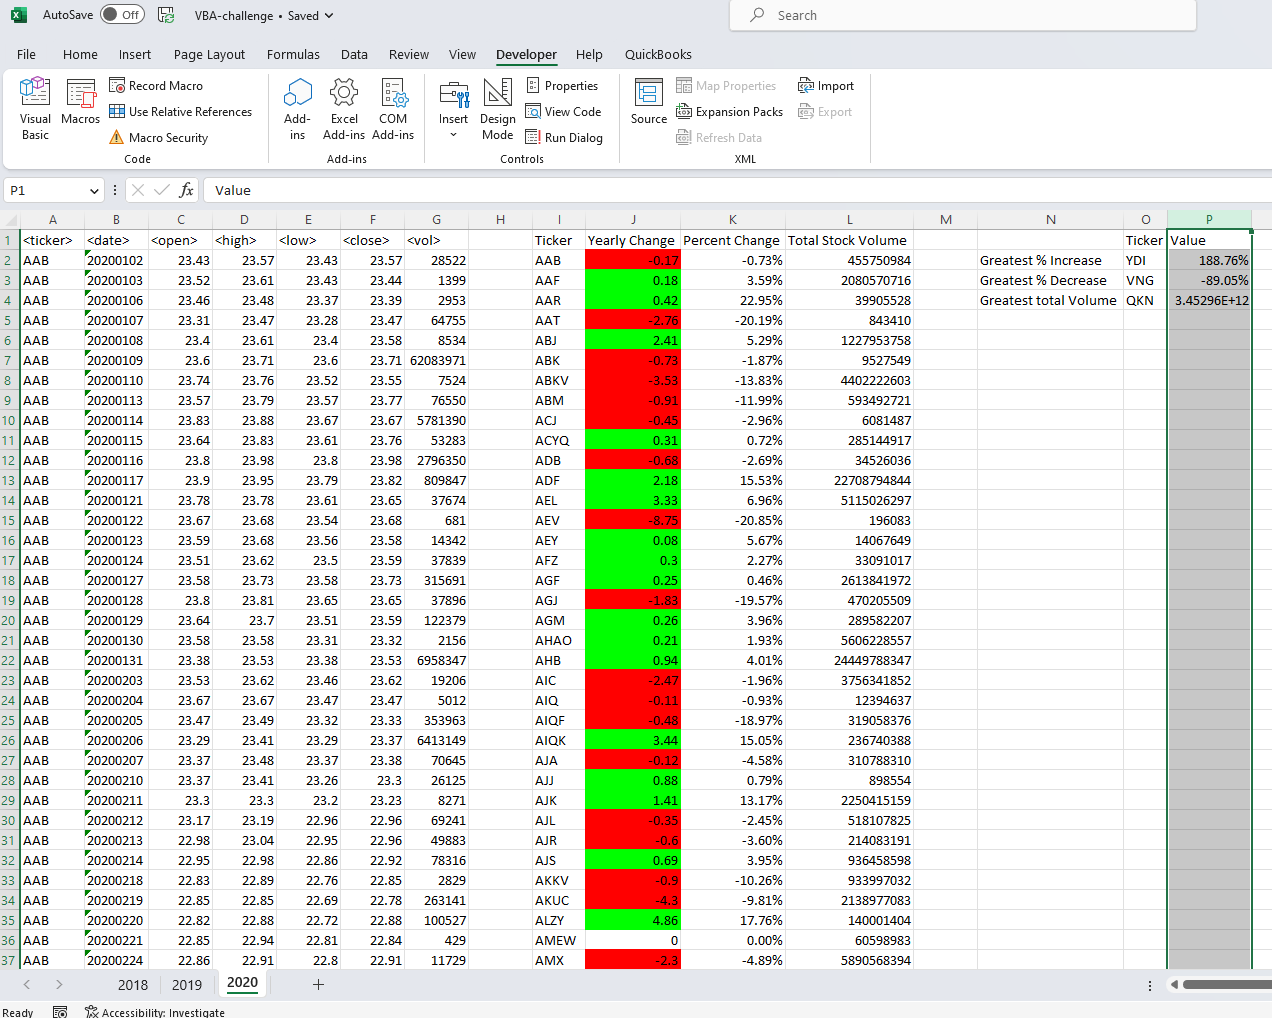 AutoSave Off VBA-challenge • Saved Search
File Home Insert Page Layout Formulas Data Review View Developer Help QuickBooks
Visual Basic
Macros
Record Macro
Use Relative References
Macro Security
Code
Add-ins
Excel Add-ins
COM Add-ins
Add-ins
Insert
Design Mode
Properties
View Code
Run Dialog
Controls
Source
Map Properties
Expansion Packs
Refresh Data
Import
Export
XML
P1 fx Value
A B C D E F G H I J K L M N O P
1 <ticker> <date> <open> <high> <low> <close> <vol> Ticker Yearly Change Percent Change Total Stock Volume Ticker Value
2 AAB 20200102 23.43 23.57 23.43 23.57 28522 AAB -0.17 -0.73% 455750984 Greatest % Increase YDI 188.76%
3 AAB 20200103 23.52 23.61 23.43 23.44 1399 AAF 0.18 3.59% 2080570716 Greatest % Decrease VNG -89.05%
4 AAB 20200106 23.46 23.48 23.37 23.39 2953 AAR 0.42 22.95% 39905528 Greatest total Volume QKN 3.45296E+12
5 AAB 20200107 23.31 23.47 23.28 23.47 64755 AAT -2.76 -20.19% 843410
6 AAB 20200108 23.4 23.61 23.4 23.58 8534 ABJ 2.41 5.29% 1227953758
7 AAB 20200109 23.6 23.71 23.6 23.71 62083971 ABK -0.73 -1.87% 9527549
8 AAB 20200110 23.74 23.76 23.52 23.55 7524 ABKV -3.53 -13.83% 4402222603
9 AAB 20200113 23.57 23.79 23.57 23.77 76550 ABM -0.91 -11.99% 593492721
10 AAB 20200114 23.83 23.88 23.67 23.67 5781390 ACJ -0.45 -2.96% 6081487
11 AAB 20200115 23.64 23.83 23.61 23.76 53283 ACYQ 0.31 0.72% 285144917
12 AAB 20200116 23.8 23.98 23.8 23.98 2796350 ADB -0.68 -2.69% 34526036
13 AAB 20200117 23.9 23.95 23.79 23.82 809847 ADF 2.18 15.53% 22708794844
14 AAB 20200121 23.78 23.78 23.61 23.65 37674 AEL 3.33 6.96% 5115026297
15 AAB 20200122 23.67 23.68 23.54 23.68 681 AEV -8.75 -20.85% 196083
16 AAB 20200123 23.59 23.68 23.56 23.58 14342 AEY 0.08 5.67% 14067649
17 AAB 20200124 23.51 23.62 23.5 23.59 37839 AFZ 0.3 2.27% 33091017
18 AAB 20200127 23.58 23.73 23.58 23.73 315691 AGF 0.25 0.46% 2613841972
19 AAB 20200128 23.8 23.81 23.65 23.65 37896 AGJ -1.83 -19.57% 470205509
20 AAB 20200129 23.64 23.7 23.51 23.59 122379 AGM 0.26 3.96% 289582207
21 AAB 20200130 23.58 23.58 23.31 23.32 2156 AHAO 0.21 1.93% 5606228557
22 AAB 20200131 23.38 23.53 23.38 23.53 6958347 AHB 0.94 4.01% 24449788347
23 AAB 20200203 23.53 23.62 23.46 23.62 19206 AIC -2.47 -1.96% 3756341852
24 AAB 20200204 23.67 23.67 23.47 23.47 5012 AIQ -0.11 -0.93% 12394637
25 AAB 20200205 23.47 23.49 23.32 23.33 353963 AIQF -0.48 -18.97% 319058376
26 AAB 20200206 23.29 23.41 23.29 23.37 6413149 AIQK 3.44 15.05% 236740388
27 AAB 20200207 23.37 23.48 23.37 23.38 70645 AJA -0.12 -4.58% 310788310
28 AAB 20200210 23.37 23.41 23.26 23.3 26125 AJJ 0.88 0.79% 898554
29 AAB 20200211 23.3 23.3 23.2 23.23 8271 AJK 1.41 13.17% 2250415159
30 AAB 20200212 23.17 23.19 22.96 22.96 69241 AJL -0.35 -2.45% 518107825
31 AAB 20200213 22.98 23.04 22.95 22.96 49883 AJR -0.6 -3.60% 214083191
32 AAB 20200214 22.95 22.98 22.86 22.92 78316 AJS 0.69 3.95% 936458598
33 AAB 20200218 22.83 22.89 22.76 22.85 2829 AKKV -0.9 -10.26% 933997032
34 AAB 20200219 22.85 22.85 22.69 22.78 263141 AKUC -4.3 -9.81% 2138977083
35 AAB 20200220 22.82 22.88 22.72 22.88 100527 ALZY 4.86 17.76% 140001404
36 AAB 20200221 22.85 22.94 22.81 22.84 429 AMEW 0 0.00% 60598983
37 AAB 20200224 22.86 22.91 22.8 22.91 11729 AMX -2.3 -4.89% 5890568394
2018 2019 2020
Ready Accessibility: Investigate